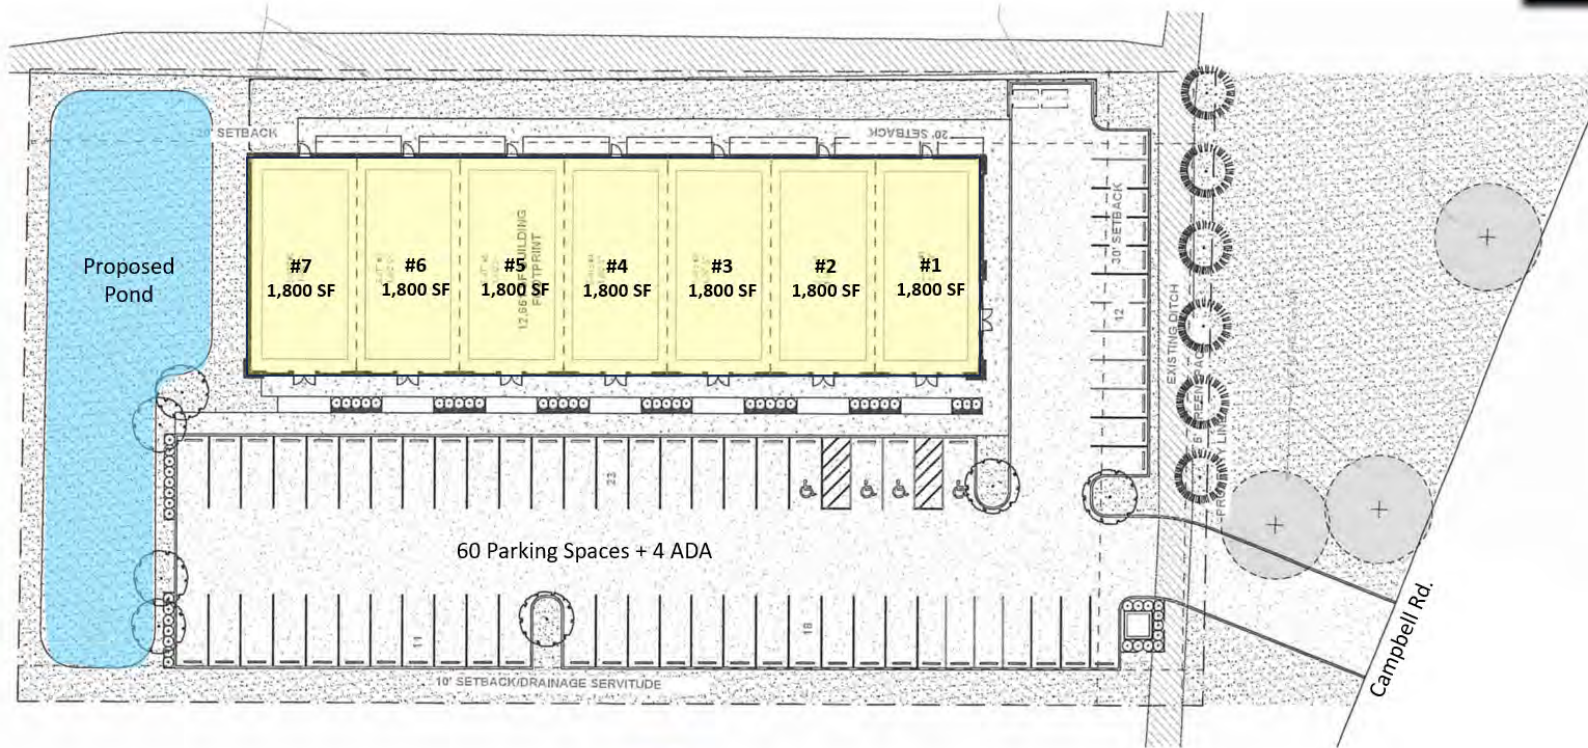 20' SETBACK
20' SETBACK
Proposed
Pond
#7
1,800 SF
#6
1,800 SF
#5
1,800 SF
#4
1,800 SF
#3
1,800 SF
#2
1,800 SF
#1
1,800 SF
BUILDING
30' SETBACK
12
EXISTING DITCH
23
60 Parking Spaces + 4 ADA
11
18
10' SETBACK/DRAINAGE SERVITUDE
Campbell Rd.